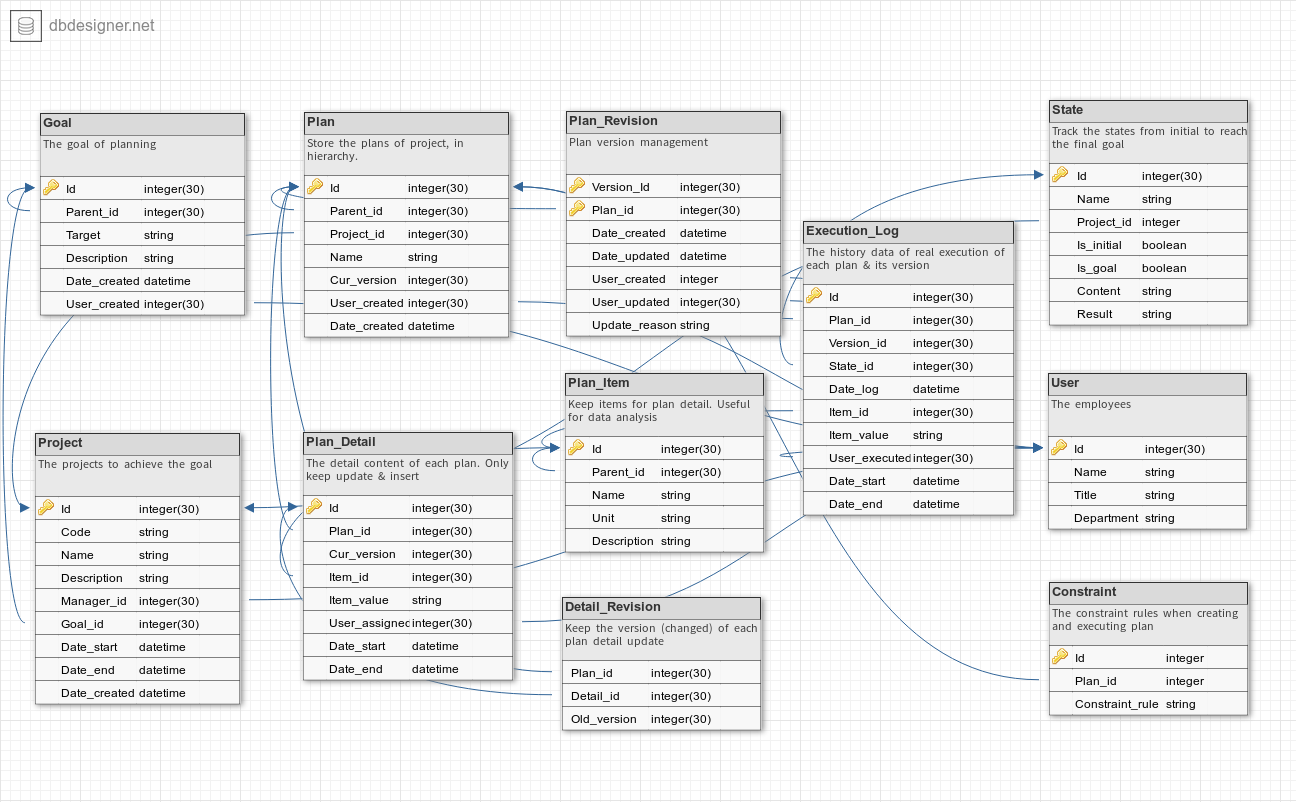 dbdesigner.net
Goal
The goal of planning
Id integer(30)
Parent_id integer(30)
Target string
Description string
Date_created datetime
User_created integer(30)
Plan
Store the plans of project, in
hierarchy.
Id integer(30)
Parent_id integer(30)
Project_id integer(30)
Name string
Cur_version integer(30)
User_created integer(30)
Date_created datetime
Plan_Revision
Plan version management
Version_Id integer(30)
Plan_id integer(30)
Date_created datetime
Date_updated datetime
User_created integer
User_updated integer(30)
Update_reason string
Execution_Log
The history data of real execution of
each plan & its version
Id integer(30)
Plan_id integer(30)
Version_id integer(30)
State_id integer(30)
Date_log datetime
Item_id integer(30)
Item_value string
User_executed integer(30)
Date_start datetime
Date_end datetime
State
Track the states from initial to reach
the final goal
Id integer(30)
Name string
Project_id integer
Is_initial boolean
Is_goal boolean
Content string
Result string
Project
The projects to achieve the goal
Id integer(30)
Code string
Name string
Description string
Manager_id integer(30)
Goal_id integer(30)
Date_start datetime
Date_end datetime
Date_created datetime
Plan_Detail
The detail content of each plan. Only
keep update & insert
Id integer(30)
Plan_id integer(30)
Cur_version integer(30)
Item_id integer(30)
Item_value string
User_assigned integer(30)
Date_start datetime
Date_end datetime
Plan_Item
Keep items for plan detail. Useful
for data analysis
Id integer(30)
Parent_id integer(30)
Name string
Unit string
Description string
User
The employees
Id integer(30)
Name string
Title string
Department string
Detail_Revision
Keep the version (changed) of each
plan detail update
Plan_id integer(30)
Detail_id integer(30)
Old_version integer(30)
Constraint
The constraint rules when creating
and executing plan
Id integer
Plan_id integer
Constraint_rule string